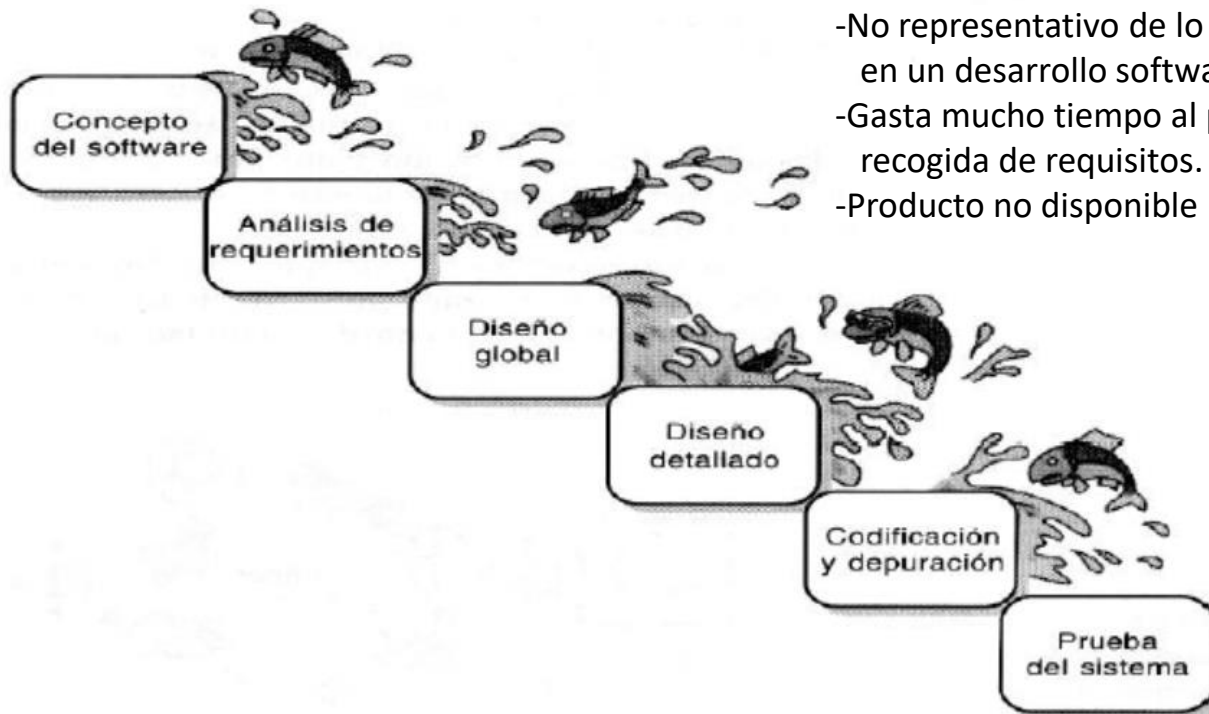 -No representativo de lo
en un desarrollo softwa
-Gasta mucho tiempo al
recogida de requisitos.
-Producto no disponible
Concepto
del software
Análisis de
requerimientos
Diseño
global
Diseño
detallado
Codificación
y depuración
Prueba
del sistema